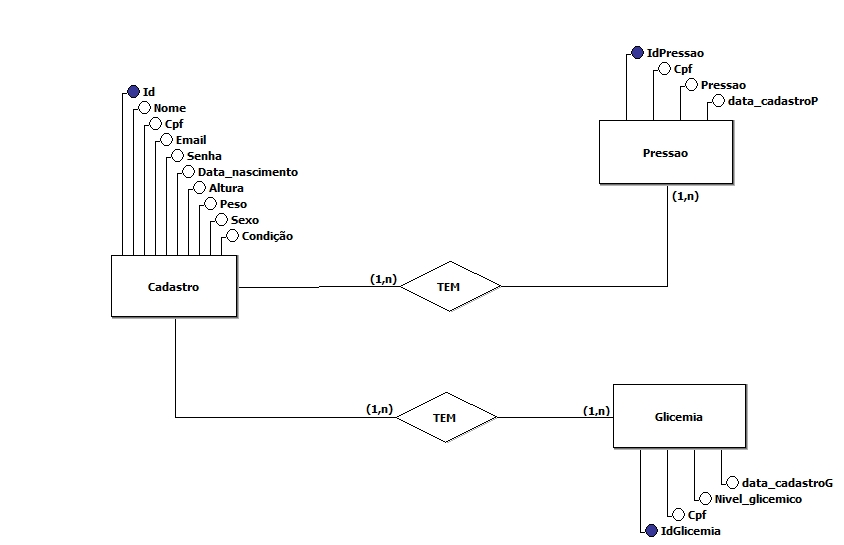 IdPressao
Cpf
Pressao
data_cadastroP
Pressao
(1,n)
Id
Nome
Cpf
Email
Senha
Data_nascimento
Altura
Peso
Sexo
Condição
Cadastro
(1,n)
TEM
(1,n)
TEM
(1,n)
Glicemia
data_cadastroG
Nivel_glicemico
Cpf
IdGlicemia